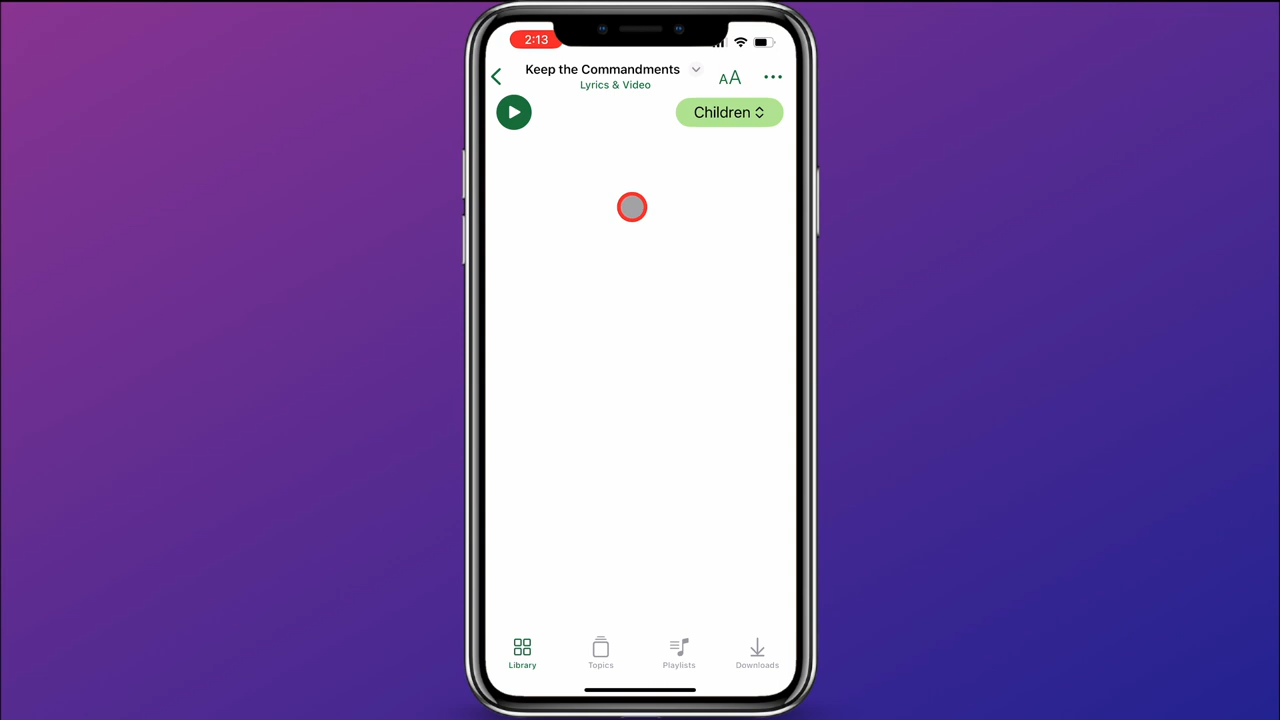 2:13
Keep the Commandments
Lyrics & Video
AA
Children
Library
Topics
Playlists
Downloads